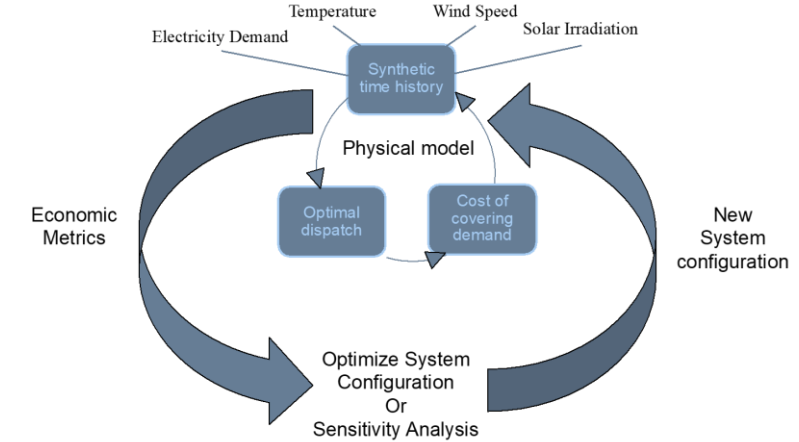 Temperature
Wind Speed
Electricity Demand
Solar Irradiation
Synthetic
time history
Physical model
Optimal
dispatch
Cost of
covering
demand
Economic
Metrics
New
System
configuration
Optimize System
Configuration
Or
Sensitivity Analysis